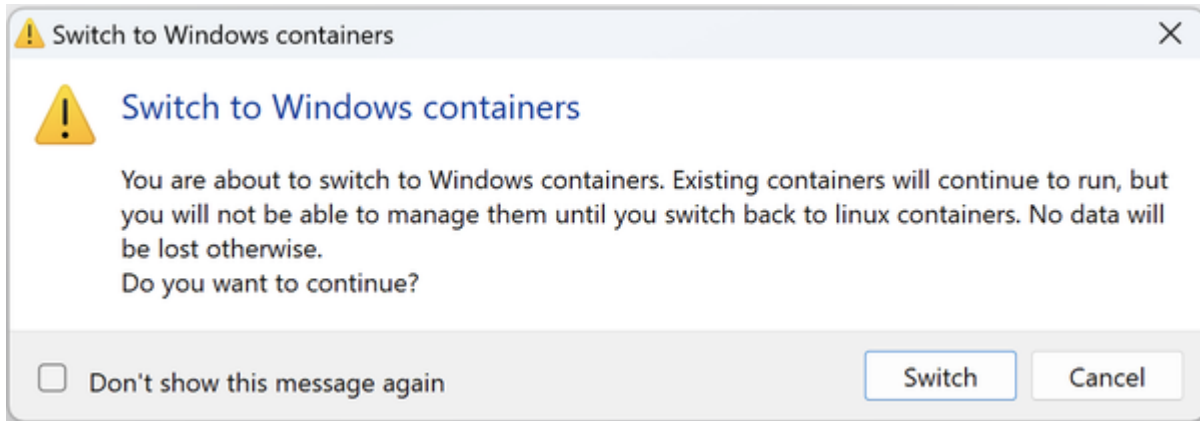 Switch to Windows containers
Switch to Windows containers
You are about to switch to Windows containers. Existing containers will continue to run, but
you will not be able to manage them until you switch back to linux containers. No data will
be lost otherwise.
Do you want to continue?
Don't show this message again
Switch
Cancel